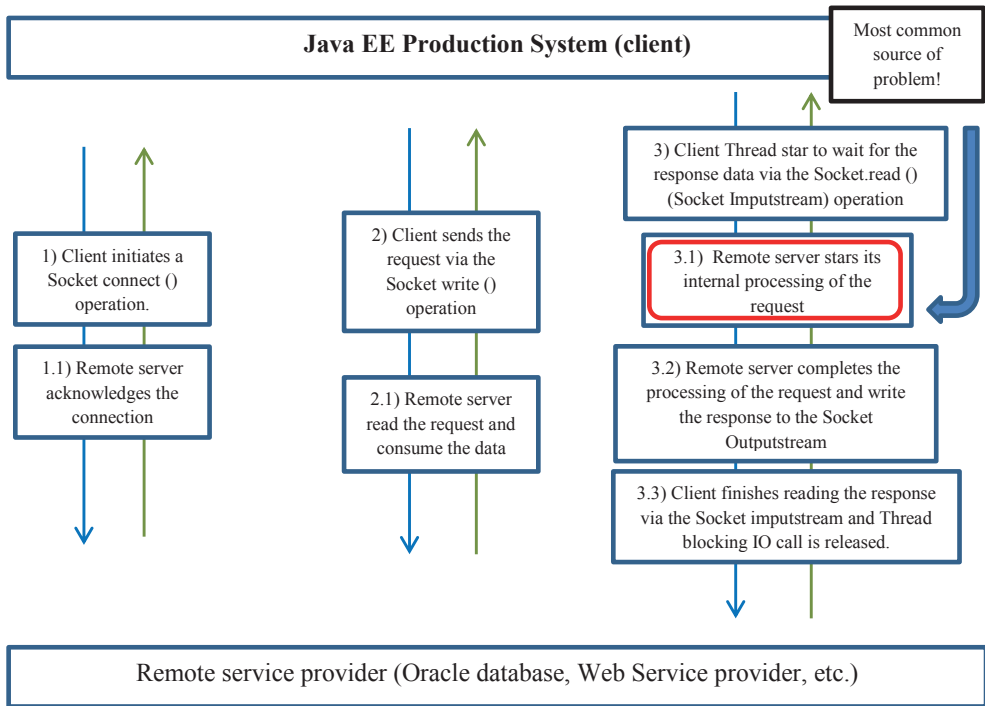 Java EE Production System (client)
Most common
source of
problem!
1) Client initiates a
Socket connect ()
operation.
1.1) Remote server
acknowledges the
connection
2) Client sends the
request via the
Socket write ()
operation
2.1) Remote server
read the request and
consume the data
3) Client Thread star to wait for the
response data via the Socket.read ()
(Socket Imputstream) operation
3.1) Remote server stars its
internal processing of the
request
3.2) Remote server completes the
processing of the request and write
the response to the Socket
Outputstream
3.3) Client finishes reading the response
via the Socket imputstream and Thread
blocking IO call is released.
Remote service provider (Oracle database, Web Service provider, etc.)